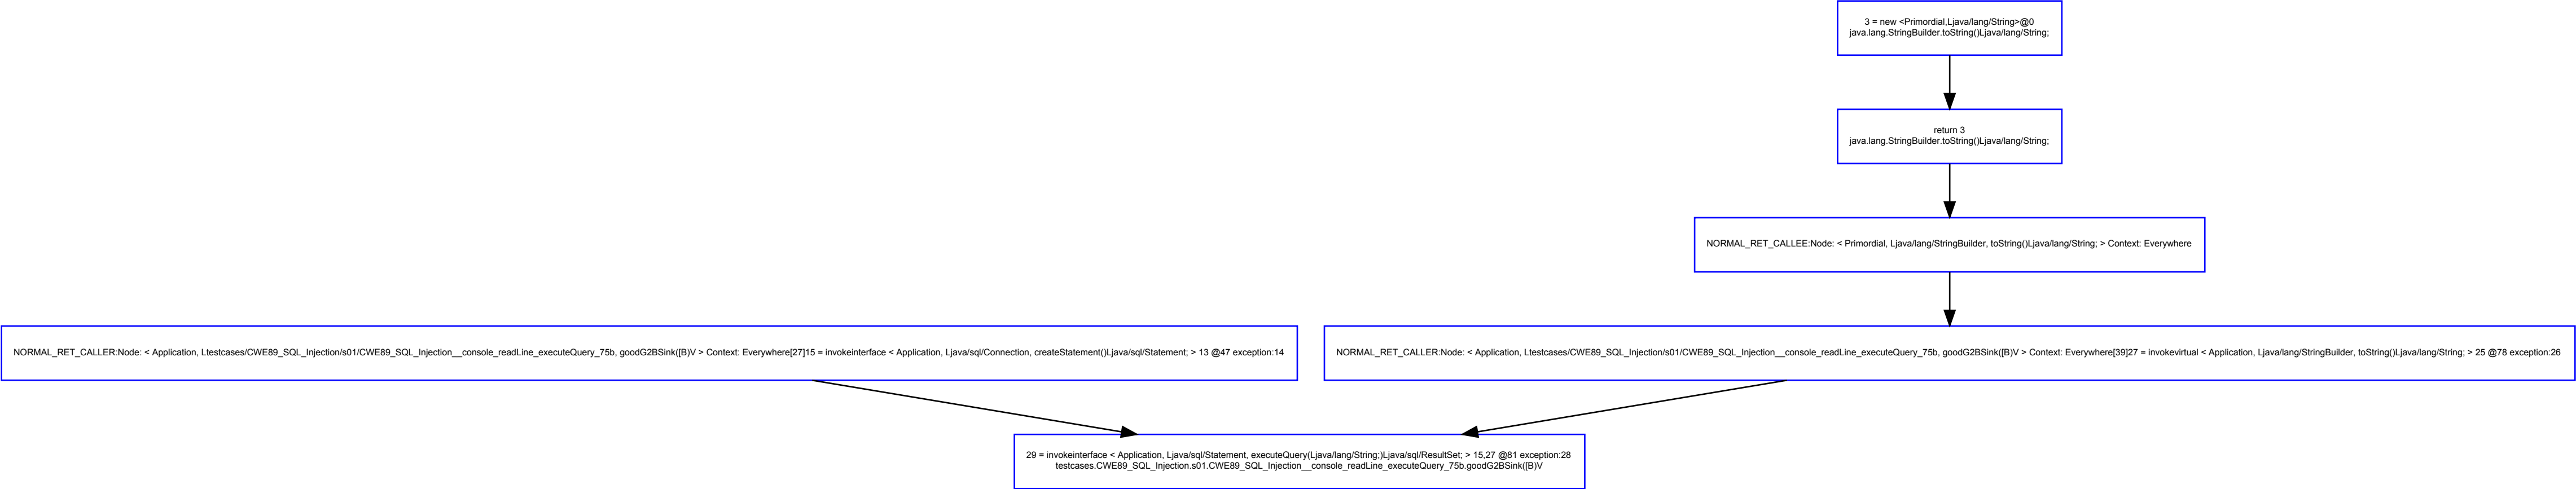 3 = new <Primordial,Ljava/lang/String>@0
java.lang.StringBuilder.toString()Ljava/lang/String;
return 3
java.lang.StringBuilder.toString()Ljava/lang/String;
NORMAL_RET_CALLEE:Node: < Primordial, Ljava/lang/StringBuilder, toString()Ljava/lang/String; > Context: Everywhere
NORMAL_RET_CALLER:Node: < Application, Ltestcases/CWE89_SQL_Injection/s01/CWE89_SQL_Injection__console_readLine_executeQuery_75b, goodG2BSink([B)V > Context: Everywhere[27]15 = invokeinterface < Application, Ljava/sql/Connection, createStatement()Ljava/sql/Statement; > 13 @47 exception:14
NORMAL_RET_CALLER:Node: < Application, Ltestcases/CWE89_SQL_Injection/s01/CWE89_SQL_Injection__console_readLine_executeQuery_75b, goodG2BSink([B)V > Context: Everywhere[39]27 = invokevirtual < Application, Ljava/lang/StringBuilder, toString()Ljava/lang/String; > 25 @78 exception:26
29 = invokeinterface < Application, Ljava/sql/Statement, executeQuery(Ljava/lang/String;)Ljava/sql/ResultSet; > 15,27 @81 exception:28
testcases.CWE89_SQL_Injection.s01.CWE89_SQL_Injection__console_readLine_executeQuery_75b.goodG2BSink([B)V